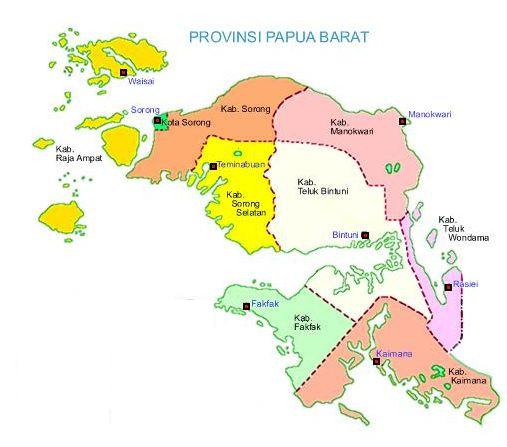 PROVINSI PAPUA BARAT
Waisai
Sorong
Kota Sorong
Kab. Sorong
Kab.
Manokwari
Manokwari
Kab.
Raja Ampat
Teminabuan
Kab.
Sorong
Selatan
Kab.
Teluk Bintuni
Bintuni
Kab.
Teluk
Wondama
Rasiei
Fakfak
Kab.
Fakfak
Kaimana
Kab.
Kaimana